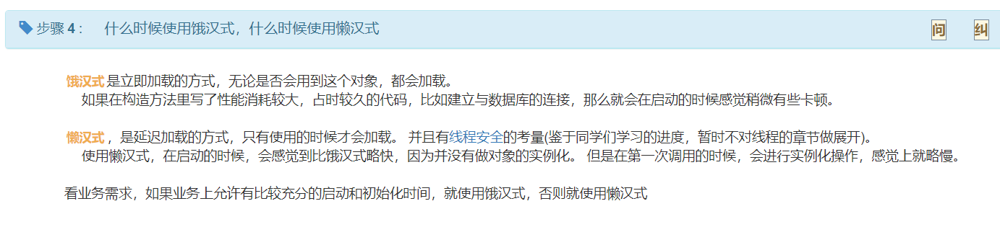 步骤 4 : 什么时候使用饿汉式，什么时候使用懒汉式 问 纠
饿汉式是立即加载的方式，无论是否会用到这个对象，都会加载。
如果在构造方法里写了性能消耗较大，占时较久的代码，比如建立与数据库的连接，那么就会在启动的时候感觉稍微有些卡顿。
懒汉式，是延迟加载的方式，只有使用的时候才会加载。 并且有线程安全的考量(鉴于同学们学习的进度，暂时不对线程的章节做展开)。
使用懒汉式，在启动的时候，会感觉到比饿汉式略快，因为并没有做对象的实例化。 但是在第一次调用的时候，会进行实例化操作，感觉上就略慢。
看业务需求，如果业务上允许有比较充分的启动和初始化时间，就使用饿汉式，否则就使用懒汉式